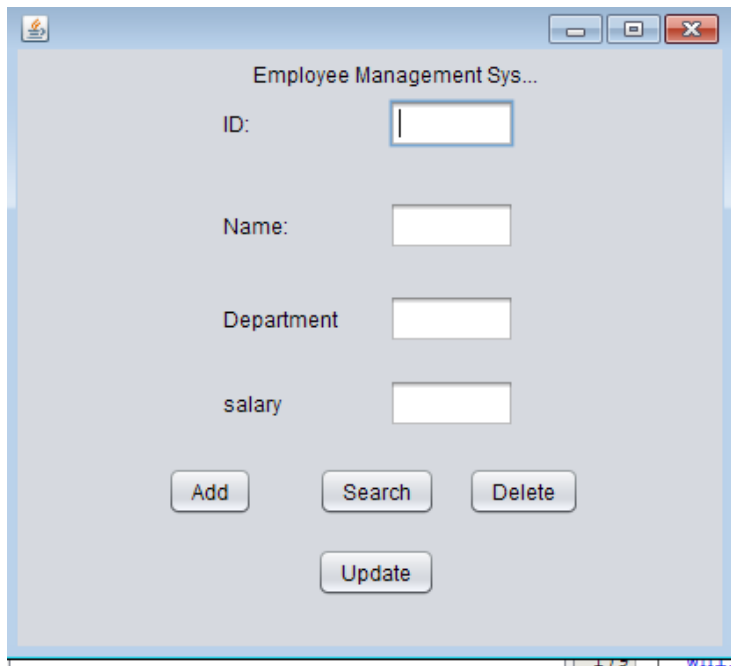 Employee Management Sys...
ID:
Name:
Department
salary
Add Search Delete
Update